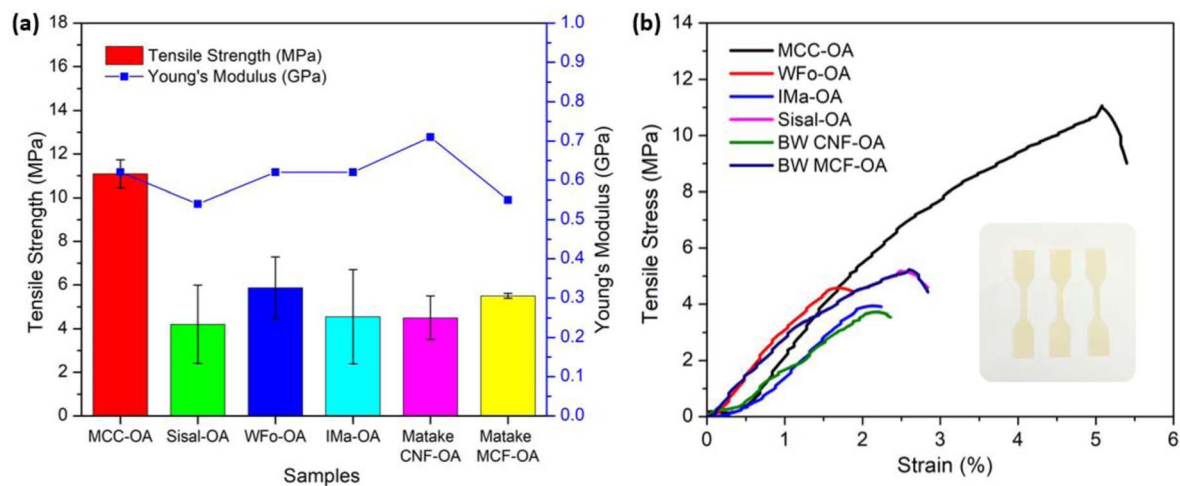 (a)
18
16
14
12
10
8
6
4
2
0
Tensile Strength (MPa)
Tensile Strength (MPa)
Young's Modulus (GPa)
1.0
0.9
0.8
0.7
0.6
0.5
0.4
0.3
0.2
0.1
0.0
Young's Modulus (GPa)
MCC-OA Sisal-OA WFo-OA IMa-OA Matake Matake
CNF-OA MCF-OA
Samples
(b)
14
12
10
8
6
4
2
0
Tensile Stress (MPa)
MCC-OA
WFo-OA
IMa-OA
Sisal-OA
BW CNF-OA
BW MCF-OA
0 1 2 3 4 5 6
Strain (%)